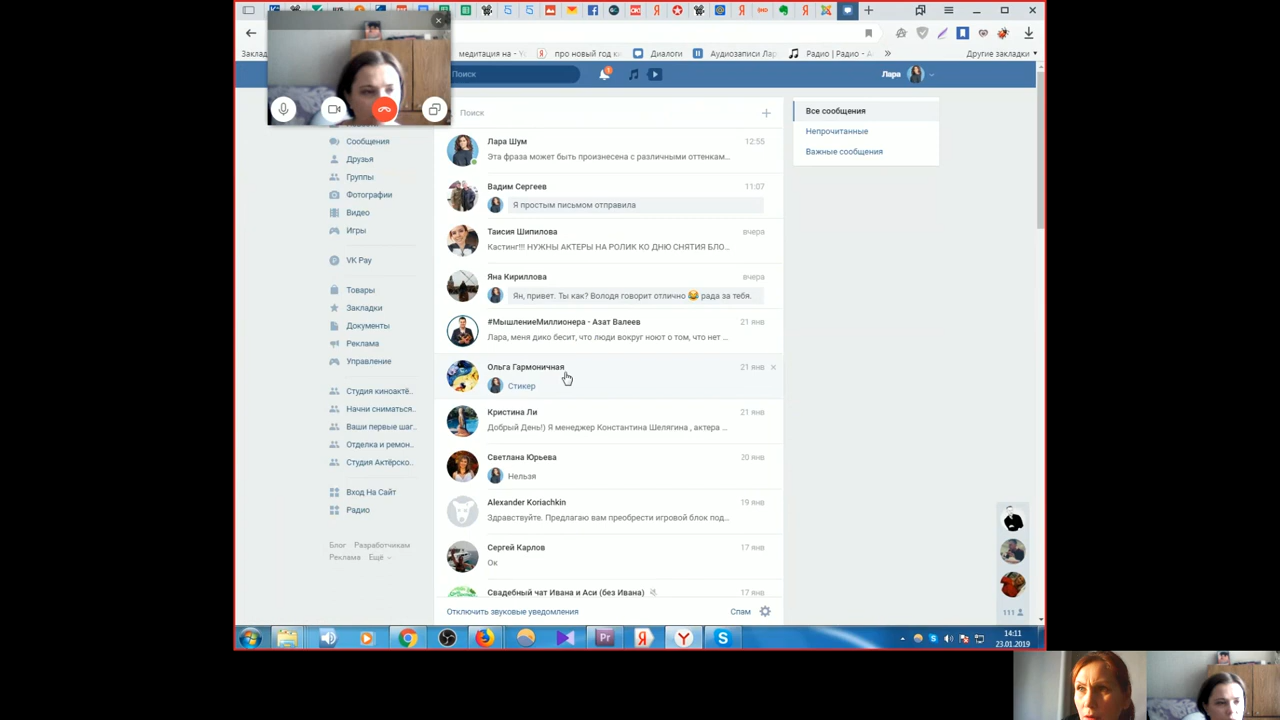 Заклад
медитация на - Yo
про новый год ки
Диалоги
Аудиозаписи Лар
Радио | Радио - А
Другие закладки
Поиск
1
Лара
Сообщения
Друзья
Группы
Фотографии
Видео
Игры
VK Pay
Товары
Закладки
Документы
Реклама
Управление
Студия киноактё..
Начни сниматься..
Ваши первые шаг..
Отделка и ремон..
Студия Актёрско..
Вход На Сайт
Радио
Блог Разработчикам
Реклама Ещё
Поиск
Лара Шум 12:55
Эта фраза может быть произнесена с различными оттенкам...
Вадим Сергеев 11:07
Я простым письмом отправила
Таисия Шипилова вчера
Кастинг!!! НУЖНЫ АКТЕРЫ НА РОЛИК КО ДНЮ СНЯТИЯ БЛО...
Яна Кириллова вчера
Ян, привет. Ты как? Володя говорит отлично 😂 рада за тебя.
#МышлениеМиллионера - Азат Валеев 21 янв
Лара, меня дико бесит, что люди вокруг ноют о том, что нет ...
Ольга Гармоничная 21 янв
Стикер
Кристина Ли 21 янв
Добрый День!) Я менеджер Константина Шелягина , актера ...
Светлана Юрьева 20 янв
Нельзя
Alexander Koriachkin 19 янв
Здравствуйте. Предлагаю вам преобрести игровой блок под...
Сергей Карлов 17 янв
Ок
Свадебный чат Ивана и Аси (без Ивана) 17 янв
Отключить звуковые уведомления Спам
Все сообщения
Непрочитанные
Важные сообщения
111
14:11
23.01.2019